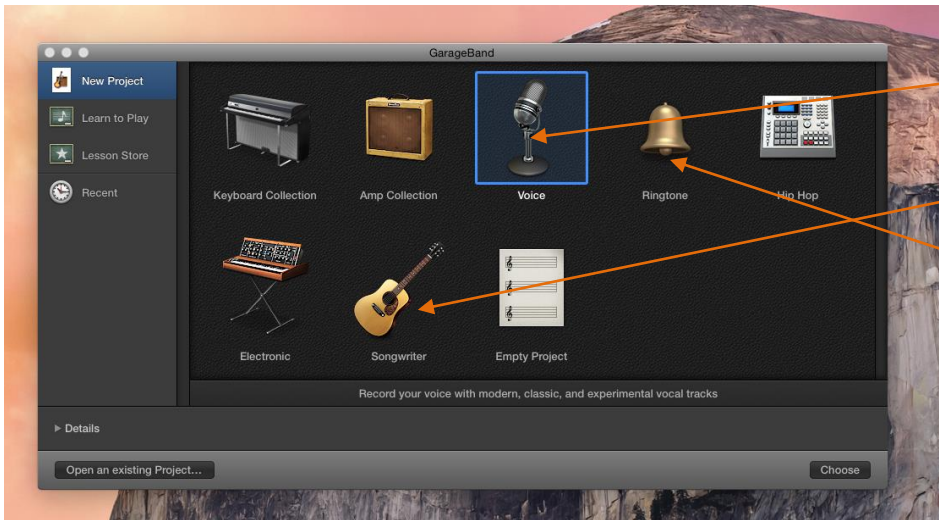 GarageBand
New Project
Learn to Play
Lesson Store
Recent
Keyboard Collection
Amp Collection
Voice
Ringtone
Hip Hop
Electronic
Songwriter
Empty Project
Record your voice with modern, classic, and experimental vocal tracks
Details
Open an existing Project...
Choose